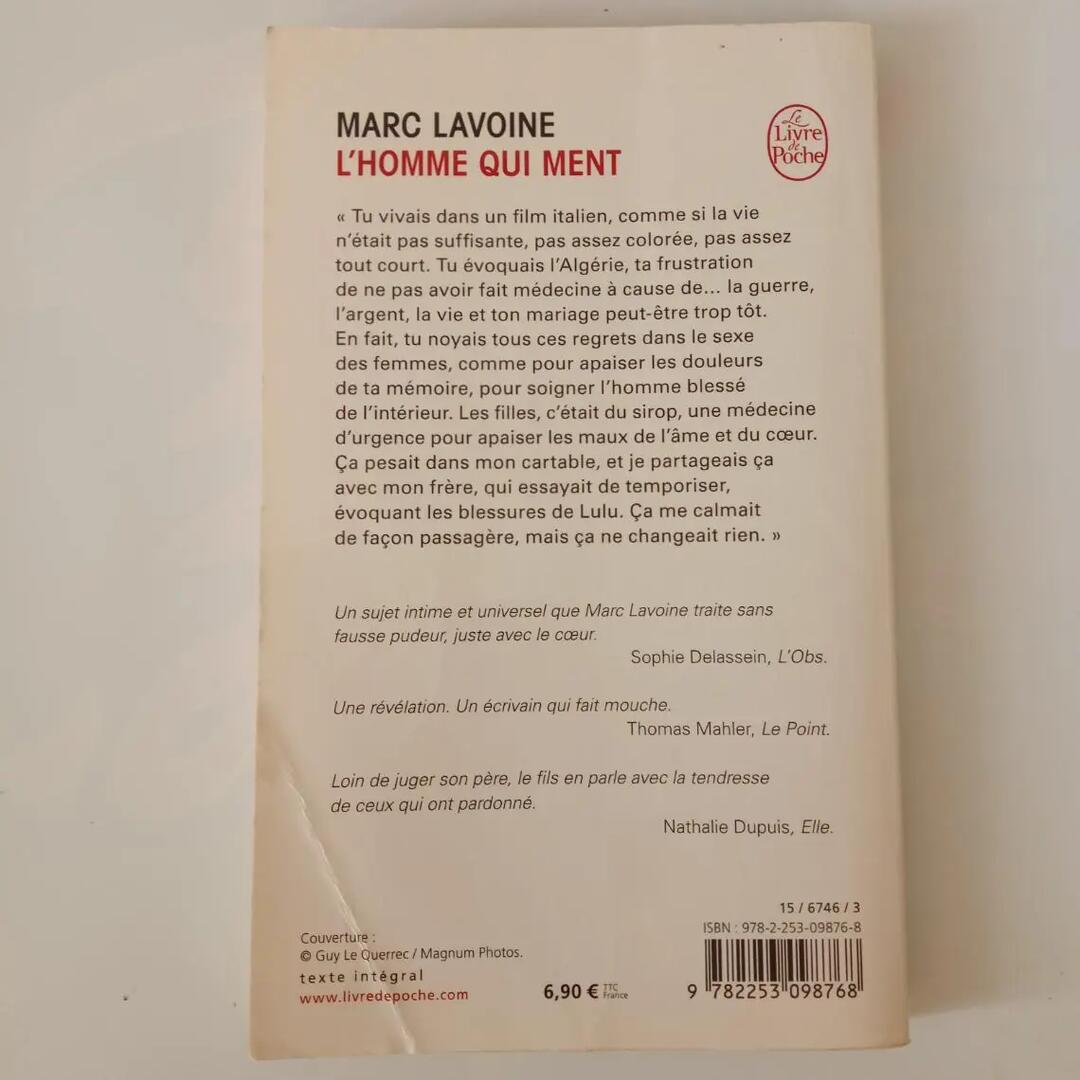 MARC LAVOINE
L'HOMME QUI MENT
Le
Livre
de
Poche
« Tu vivais dans un film italien, comme si la vie
n'était pas suffisante, pas assez colorée, pas assez
tout court. Tu évoquais l'Algérie, ta frustration
de ne pas avoir fait médecine à cause de... la guerre,
l'argent, la vie et ton mariage peut-être trop tôt.
En fait, tu noyais tous ces regrets dans le sexe
des femmes, comme pour apaiser les douleurs
de ta mémoire, pour soigner l'homme blessé
de l'intérieur. Les filles, c'était du sirop, une médecine
d'urgence pour apaiser les maux de l'âme et du cœur.
Ça pesait dans mon cartable, et je partageais ça
avec mon frère, qui essayait de temporiser,
évoquant les blessures de Lulu. Ça me calmait
de façon passagère, mais ça ne changeait rien. »
Un sujet intime et universel que Marc Lavoine traite sans
fausse pudeur, juste avec le cœur.
Sophie Delassein, L'Obs.
Une révélation. Un écrivain qui fait mouche.
Thomas Mahler, Le Point.
Loin de juger son père, le fils en parle avec la tendresse
de ceux qui ont pardonné.
Nathalie Dupuis, Elle.
Couverture :
© Guy Le Querrec / Magnum Photos.
texte intégral
www.livredepoche.com
6,90 € TTC France
15 / 6746 / 3
ISBN : 978-2-253-09876-8
9 782253 098768